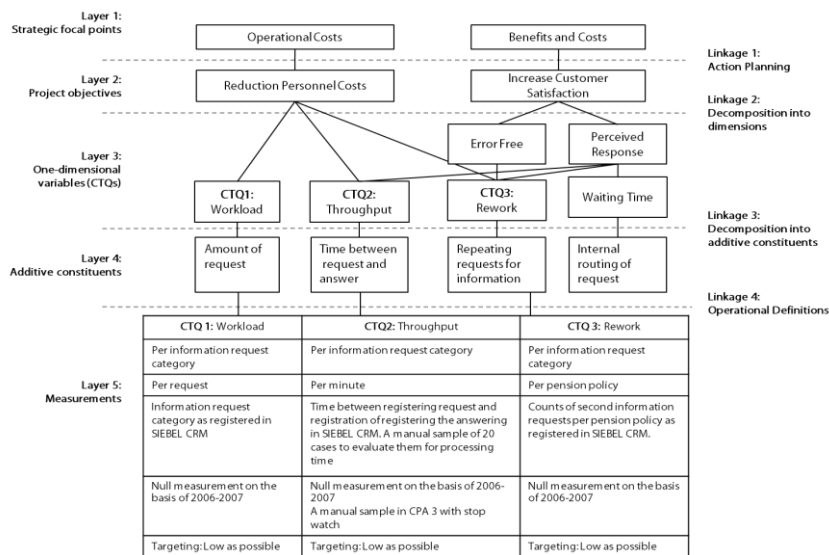 Layer 1:
Strategic focal points
Operational Costs
Benefits and Costs
Linkage 1:
Action Planning
Layer 2:
Project objectives
Reduction Personnel Costs
Increase Customer
Satisfaction
Linkage 2:
Decomposition into
dimensions
Layer 3:
One-dimensional
variables (CTQs)
Error Free
Perceived
Response
CTQ1:
Workload
CTQ2:
Throughput
CTQ3:
Rework
Waiting Time
Linkage 3:
Decomposition into
additive constituents
Layer 4:
Additive constituents
Amount of
request
Time between
request and
answer
Repeating
requests for
information
Internal
routing of
request
Linkage 4:
Operational Definitions
Layer 5:
Measurements
CTQ 1: Workload
CTQ2: Throughput
CTQ 3: Rework
Per information request
category
Per information request category
Per information request
category
Per request
Per minute
Per pension policy
Information request
category as registered in
SIEBEL CRM
Time between registering request and
registration of registering the answering
in SIEBEL CRM. A manual sample of 20
cases to evaluate them for processing
time
Counts of second information
requests per pension policy as
registered in SIEBEL CRM.
Null measurement on the
basis of 2006-2007
Null measurement on the basis of 2006-
2007
A manual sample in CPA 3 with stop
watch
Null measurement on the basis
of 2006-2007
Targeting: Low as possible
Targeting: Low as possible
Targeting: Low as possible